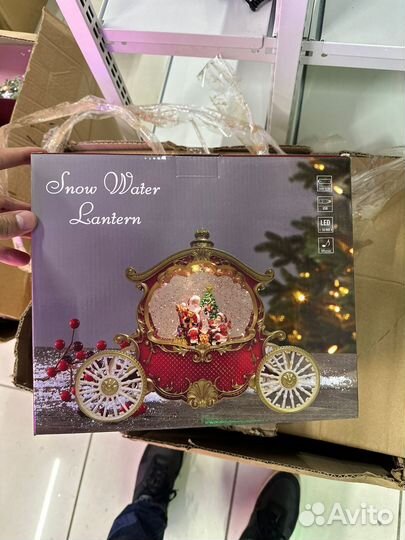 Snow Water
Lantern
LED
Avito